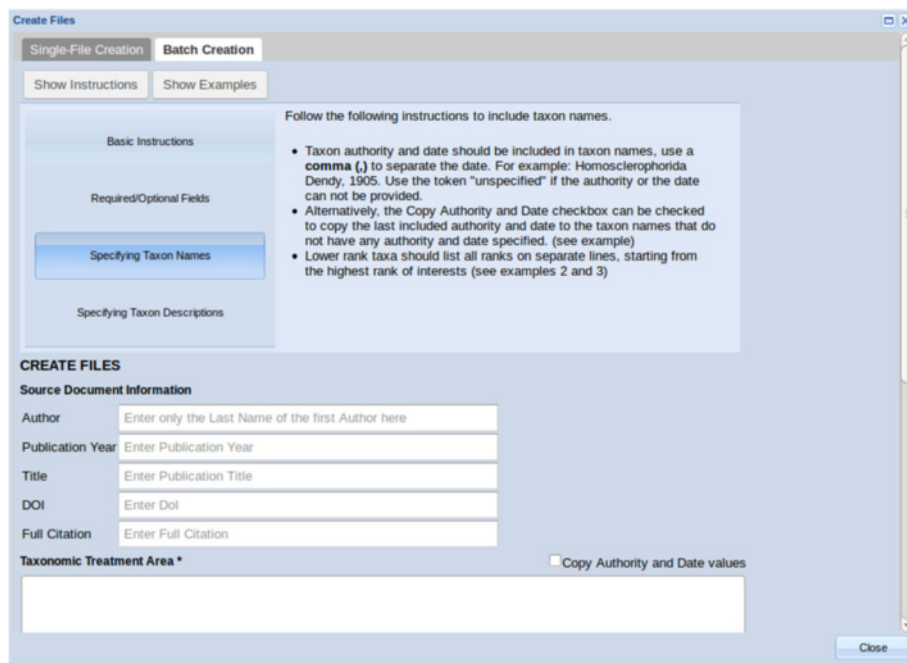 Create Files
Single-File Creation
Batch Creation
Show Instructions
Show Examples
Basic Instructions
Required/Optional Fields
Specifying Taxon Names
Specifying Taxon Descriptions
Follow the following instructions to include taxon names.
• Taxon authority and date should be included in taxon names, use a
comma (,) to separate the date. For example: Homosclerophorida
Dendy, 1905. Use the token "unspecified" if the authority or the date
can not be provided.
• Alternatively, the Copy Authority and Date checkbox can be checked
to copy the last included authority and date to the taxon names that do
not have any authority and date specified. (see example)
• Lower rank taxa should list all ranks on separate lines, starting from
the highest rank of interests (see examples 2 and 3)
CREATE FILES
Source Document Information
Author Enter only the Last Name of the first Author here
Publication Year Enter Publication Year
Title Enter Publication Title
DOI Enter DoI
Full Citation Enter Full Citation
Taxonomic Treatment Area * Copy Authority and Date values
Close